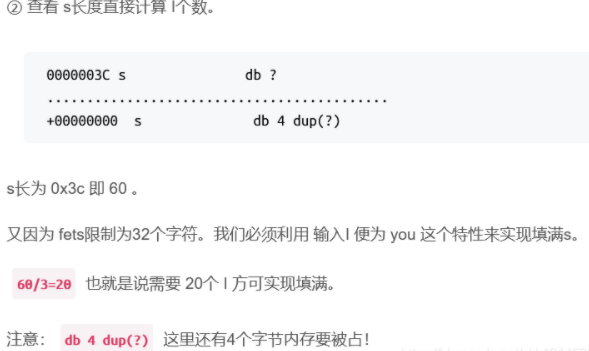 ② 查看 s长度直接计算 I个数。
0000003C s db ?
..........................................
+00000000 s db 4 dup(?)
s长为 0x3c 即 60 。
又因为 fets限制为32个字符。我们必须利用 输入I 便为 you 这个特性来实现填满s。
60/3=20 也就是说需要 20个 I 方可实现填满。
注意： db 4 dup(?) 这里还有4个字节内存要被占！